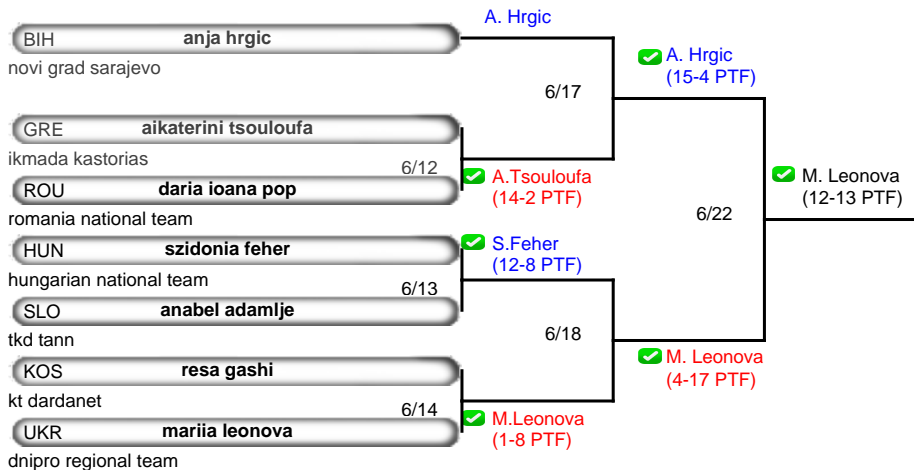 A. Hrgic
BIH anja hrgic
novi grad sarajevo
A. Hrgic
(15-4 PTF)
6/17
GRE aikaterini tsouloufa
ikmada kastorias
6/12
A.Tsouloufa
(14-2 PTF)
ROU daria ioana pop
romania national team
M. Leonova
(12-13 PTF)
6/22
HUN szidonia feher
hungarian national team
S.Feher
(12-8 PTF)
6/13
SLO anabel adamlje
tkd tann
6/18
M. Leonova
(4-17 PTF)
KOS resa gashi
kt dardanet
6/14
M.Leonova
(1-8 PTF)
UKR mariia leonova
dnipro regional team